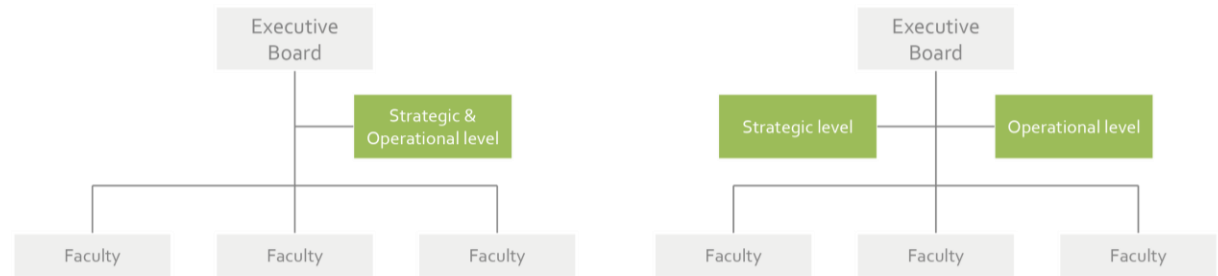 Executive
Board
Strategic &
Operational level
Faculty
Faculty
Faculty
Executive
Board
Strategic level
Operational level
Faculty
Faculty
Faculty